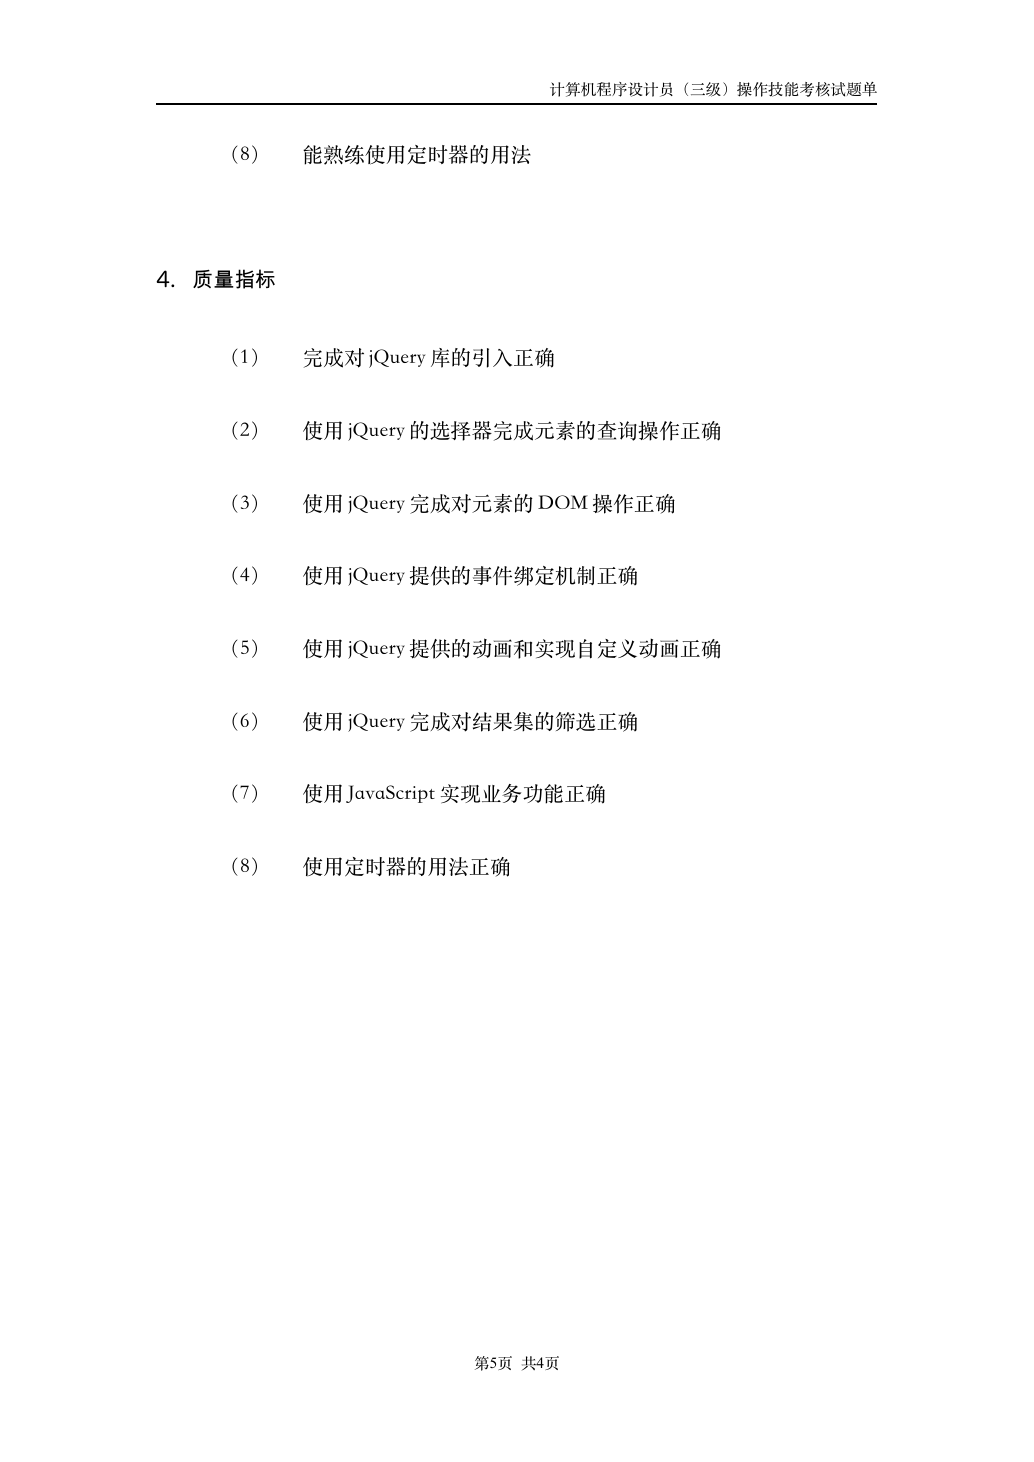 计算机程序设计员（三级）操作技能考核试题单
（8） 能熟练使用定时器的用法
4. 质量指标
（1） 完成对 jQuery 库的引入正确
（2） 使用 jQuery 的选择器完成元素的查询操作正确
（3） 使用 jQuery 完成对元素的 DOM 操作正确
（4） 使用 jQuery 提供的事件绑定机制正确
（5） 使用 jQuery 提供的动画和实现自定义动画正确
（6） 使用 jQuery 完成对结果集的筛选正确
（7） 使用 JavaScript 实现业务功能正确
（8） 使用定时器的用法正确
第5页 共4页